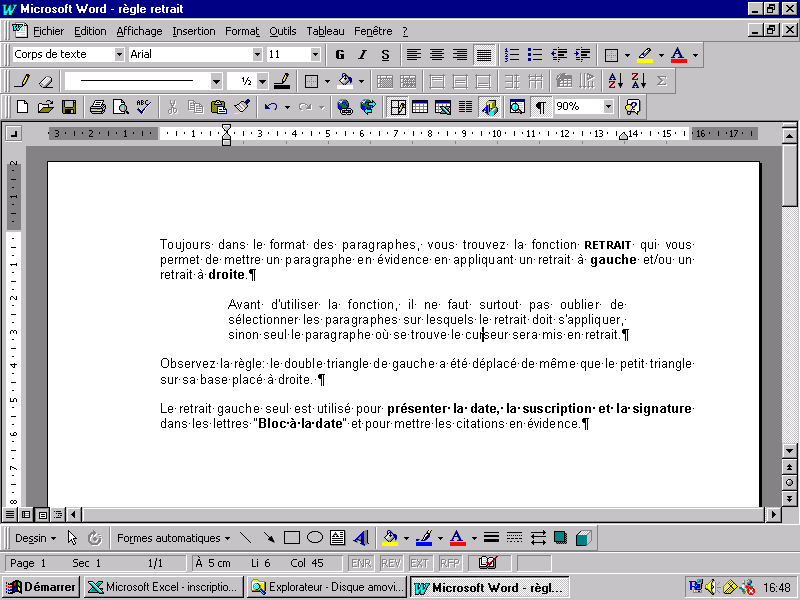 Microsoft Word - règle retrait
Fichier Edition Affichage Insertion Format Outils Tableau Fenêtre ?
Corps de texte Arial 11 G I S
½
90%
3 2 1 1 2 3 4 5 6 7 8 9 10 11 12 13 14 15 16 17
Toujours dans le format des paragraphes, vous trouvez la fonction RETRAIT qui vous
permet de mettre un paragraphe en évidence en appliquant un retrait à gauche et/ou un
retrait à droite.¶
Avant d'utiliser la fonction, il ne faut surtout pas oublier de
sélectionner les paragraphes sur lesquels le retrait doit s'appliquer,
sinon seul le paragraphe où se trouve le curseur sera mis en retrait.¶
Observez la règle: le double triangle de gauche a été déplacé de même que le petit triangle
sur sa base placé à droite. ¶
Le retrait gauche seul est utilisé pour présenter la date, la suscription et la signature
dans les lettres "Bloc à la date" et pour mettre les citations en évidence.¶
Dessin Formes automatiques
Page 1 Sec 1 1/1 À 5 cm Li 6 Col 45 ENR REV EXT RFP
Démarrer Microsoft Excel - inscriptio... Explorateur - Disque amovi... Microsoft Word - règl... 16:48